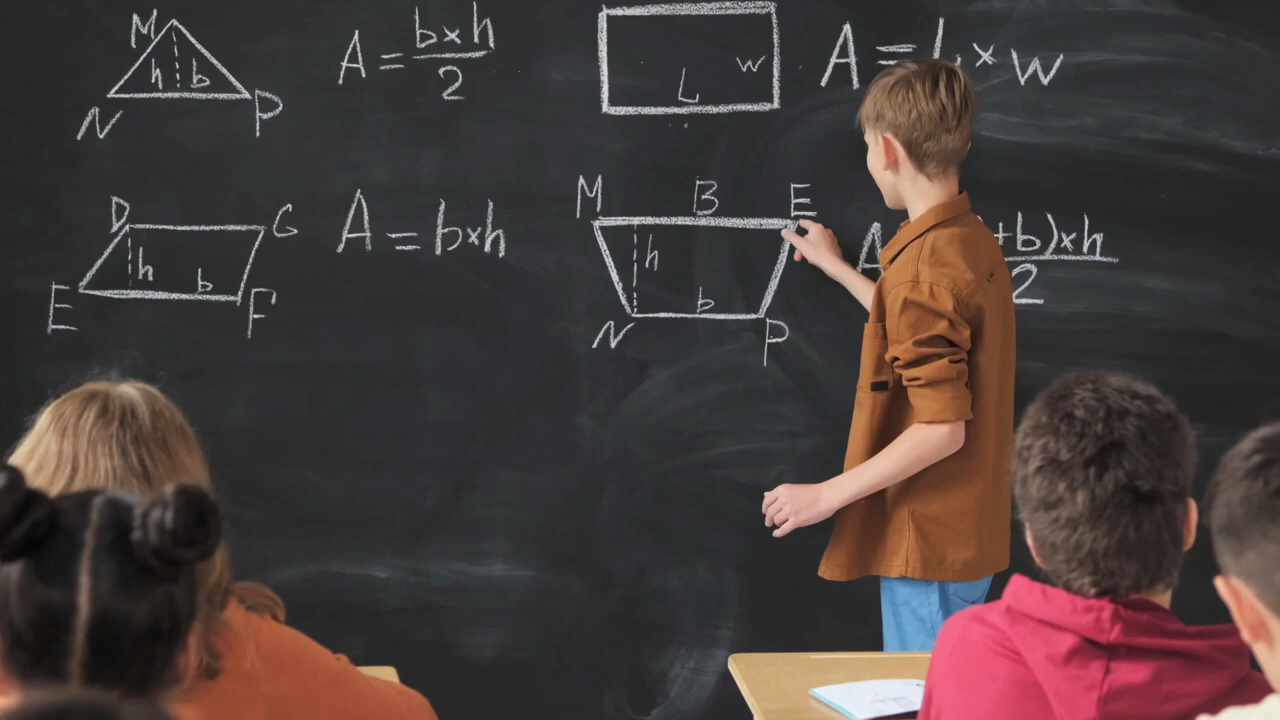 M
h b
N P
A = b×h
2
L W
A = L × W
D G
h b
E F
A = b×h
M B E
h
b
N P
A +b)×h
2